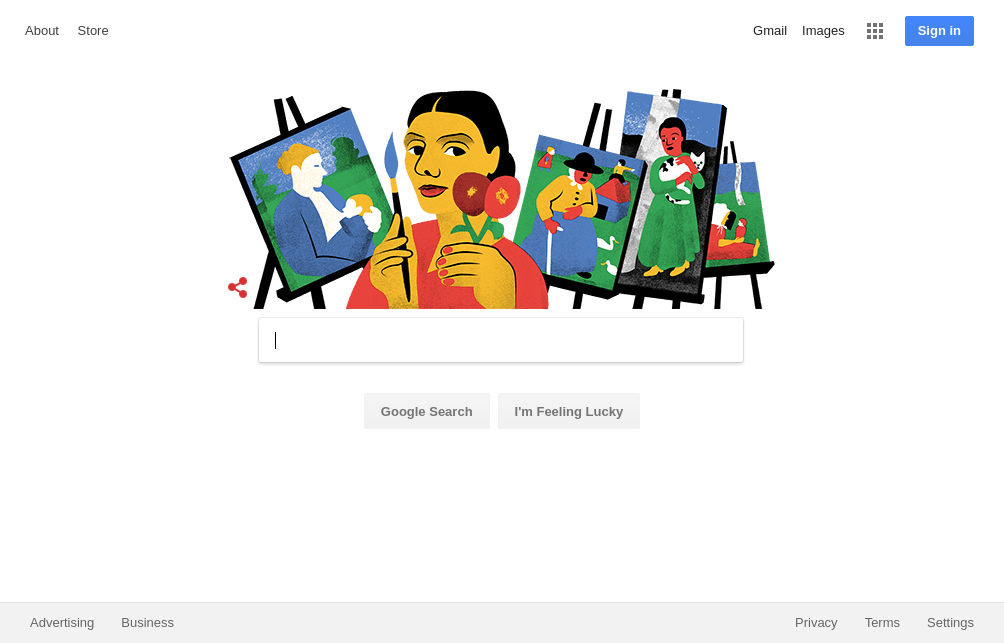 About Store Gmail Images Sign in
Google Search I'm Feeling Lucky
Advertising Business Privacy Terms Settings